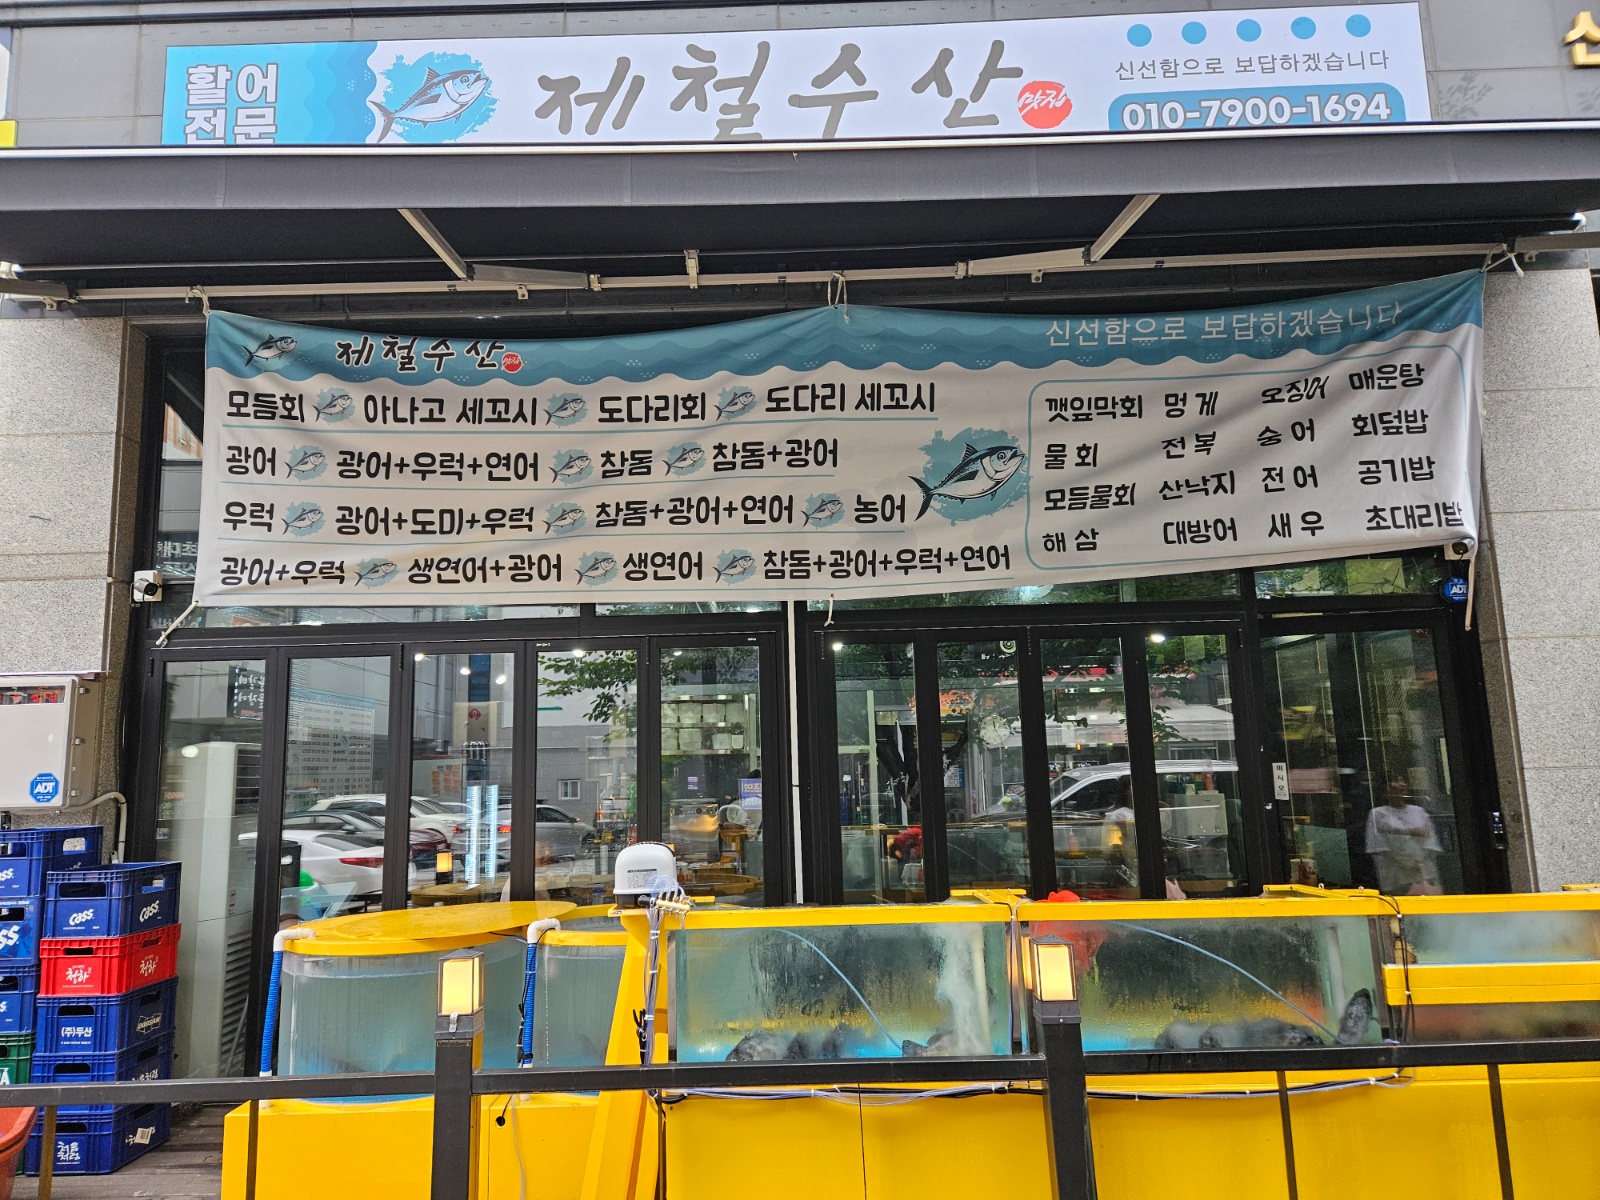 활어
전문
제철수산
맛집
신선함으로 보답하겠습니다
010-7900-1694
제철수산
맛집
신선함으로 보답하겠습니다
모듬회 아나고 세꼬시 도다리회 도다리 세꼬시
광어 광어+우럭+연어 참돔 참돔+광어
우럭 광어+도미+우럭 참돔+광어+연어 농어
광어+우럭 생연어+광어 생연어 참돔+광어+우럭+연어
깻잎막회 멍게 오징어 매운탕
물회 전복 숭어 회덮밥
모듬물회 산낙지 전어 공기밥
해삼 대방어 새우 초대리밥
ADT
ADT
cass
cass
청하
(주)두산